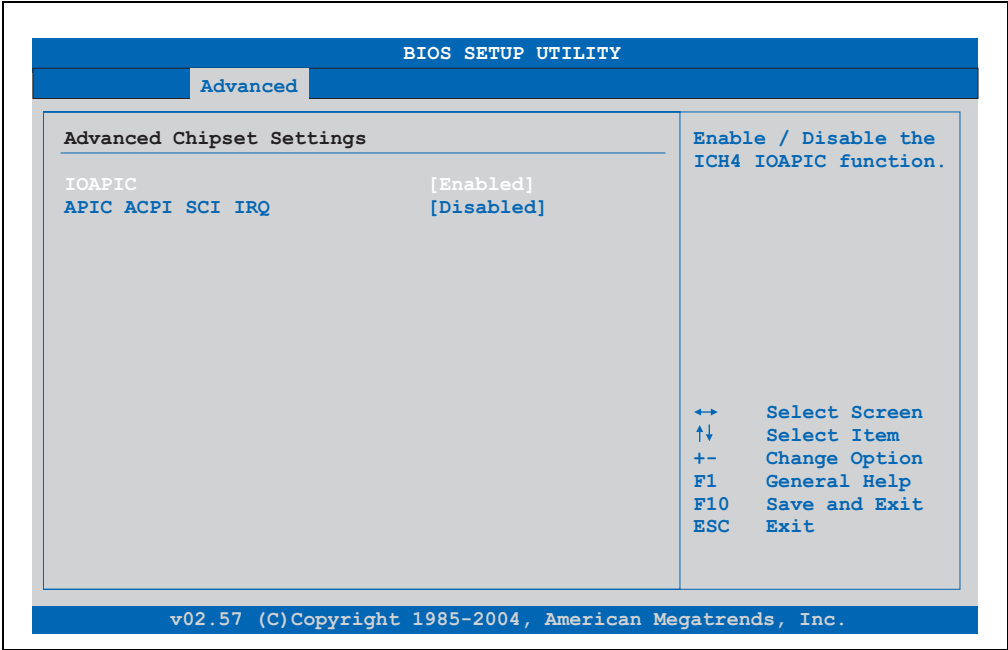 BIOS SETUP UTILITY
Advanced
Advanced Chipset Settings
IOAPIC [Enabled]
APIC ACPI SCI IRQ [Disabled]
Enable / Disable the
ICH4 IOAPIC function.
←→ Select Screen
↑↓ Select Item
+- Change Option
F1 General Help
F10 Save and Exit
ESC Exit
v02.57 (C)Copyright 1985-2004, American Megatrends, Inc.